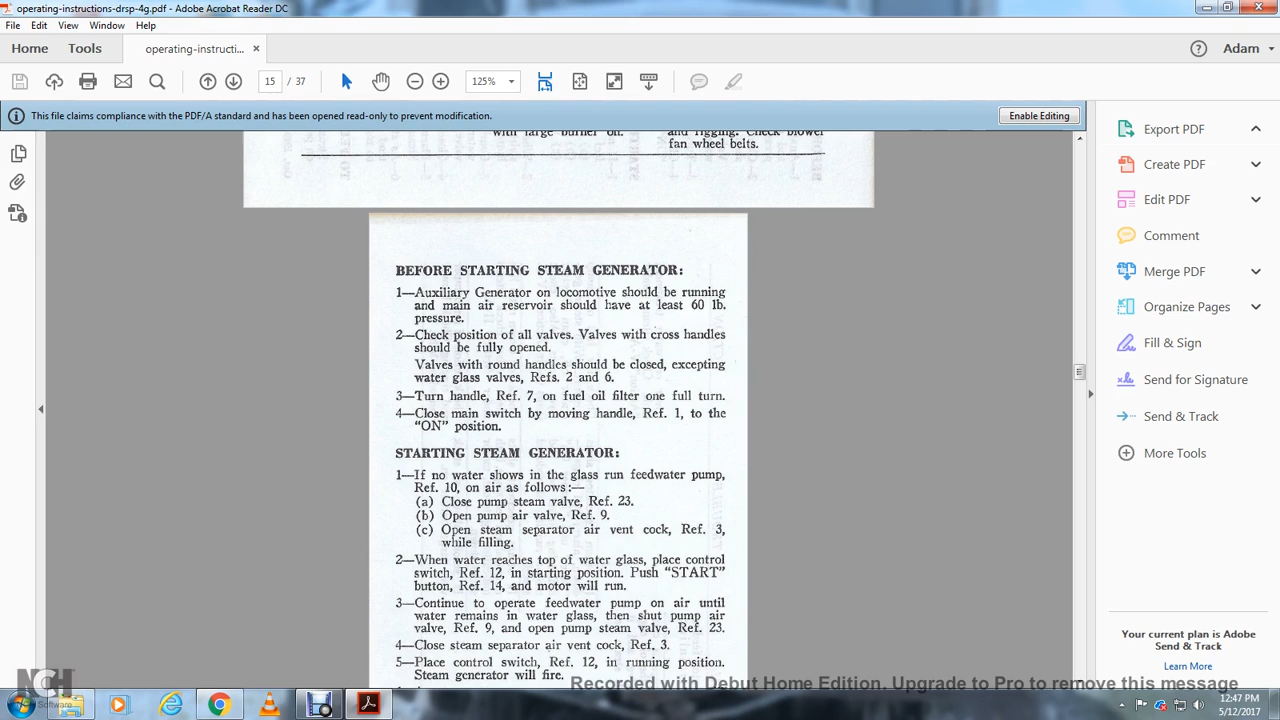 operating-instructions-drsp-4g.pdf - Adobe Acrobat Reader DC
File Edit View Window Help
Home Tools operating-instructi... × Adam
15 / 37 125%
This file claims compliance with the PDF/A standard and has been opened read-only to prevent modification. Enable Editing
with large burner on. and rigging. Check blower
fan wheel belts.
BEFORE STARTING STEAM GENERATOR:
1—Auxiliary Generator on locomotive should be running
and main air reservoir should have at least 60 lb.
pressure.
2—Check position of all valves. Valves with cross handles
should be fully opened.
Valves with round handles should be closed, excepting
water glass valves, Refs. 2 and 6.
3—Turn handle, Ref. 7, on fuel oil filter one full turn.
4—Close main switch by moving handle, Ref. 1, to the
"ON" position.
STARTING STEAM GENERATOR:
1—If no water shows in the glass run feedwater pump,
Ref. 10, on air as follows:—
(a) Close pump steam valve, Ref. 23.
(b) Open pump air valve, Ref. 9.
(c) Open steam separator air vent cock, Ref. 3,
while filling.
2—When water reaches top of water glass, place control
switch, Ref. 12, in starting position. Push "START"
button, Ref. 14, and motor will run.
3—Continue to operate feedwater pump on air until
water remains in water glass, then shut pump air
valve, Ref. 9, and open pump steam valve, Ref. 23.
4—Close steam separator air vent cock, Ref. 3.
5—Place control switch, Ref. 12, in running position.
Steam generator will fire.
Export PDF
Create PDF
Edit PDF
Comment
Merge PDF
Organize Pages
Fill & Sign
Send for Signature
Send & Track
More Tools
Your current plan is Adobe
Send & Track
Learn More
NCH
Software
Recorded with Debut Home Edition. Upgrade to Pro to remove this message
12:47 PM
5/12/2017